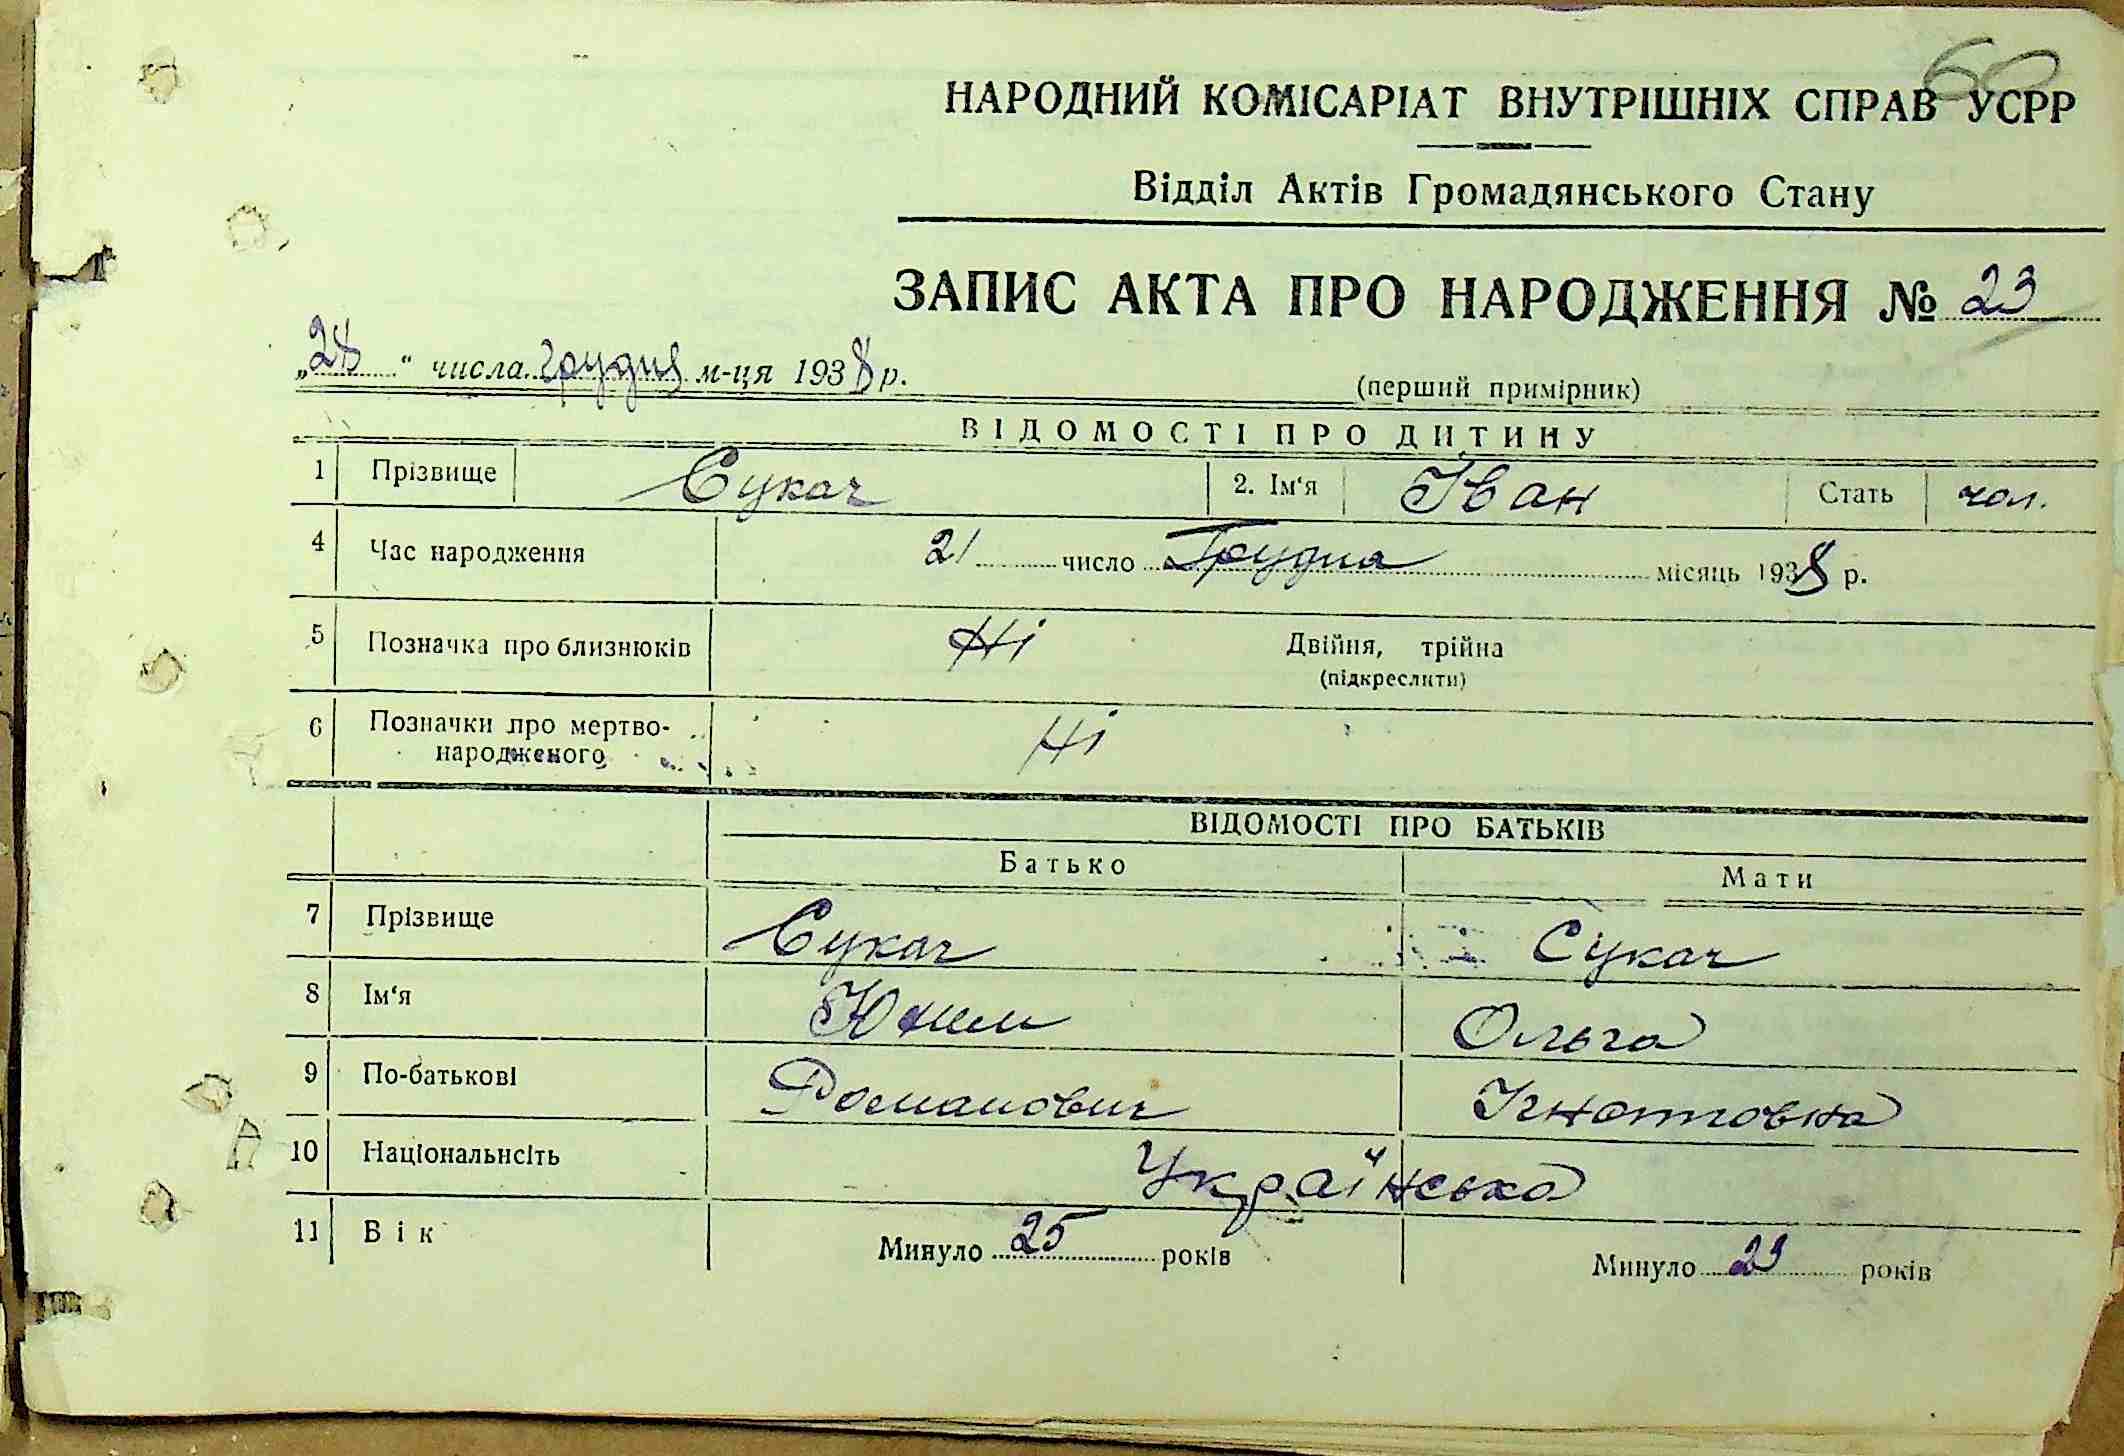 60
НАРОДНИЙ КОМІСАРІАТ ВНУТРІШНІХ СПРАВ УСРР
Відділ Актів Громадянського Стану
ЗАПИС АКТА ПРО НАРОДЖЕННЯ № 23
„28“ числа грудня м-ця 1938 р.
(перший примірник)
ВІДОМОСТІ ПРО ДИТИНУ
1 Прізвище Сукач 2. Ім'я Іван Стать чол.
4 Час народження 21 число Грудня місяць 1938 р.
5 Позначка про близнюків Ні Двійня, трійна
(підкреслити)
6 Позначки про мертво-
народженого Ні
ВІДОМОСТІ ПРО БАТЬКІВ
Батько Мати
7 Прізвище Сукач Сукач
8 Ім'я Юхим Ольга
9 По-батькові Романович Ігнатовна
10 Національнсіть Українська
11 Вік Минуло 25 років Минуло 23 років